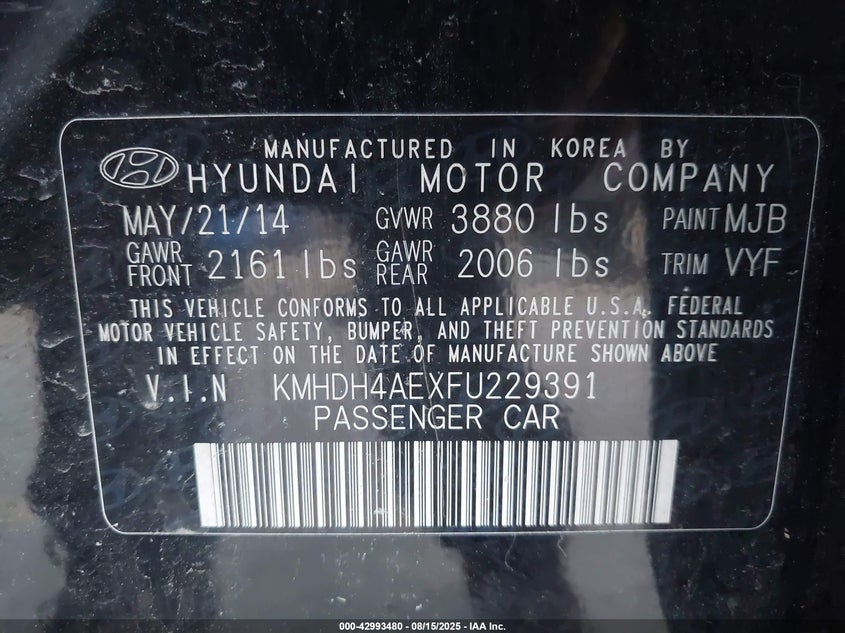 MANUFACTURED IN KOREA BY
HYUNDAI MOTOR COMPANY
MAY/21/14 GVWR 3880 lbs PAINT MJB
GAWR FRONT 2161 lbs GAWR REAR 2006 lbs TRIM VYF
THIS VEHICLE CONFORMS TO ALL APPLICABLE U.S.A. FEDERAL
MOTOR VEHICLE SAFETY, BUMPER, AND THEFT PREVENTION STANDARDS
IN EFFECT ON THE DATE OF MANUFACTURE SHOWN ABOVE
V.I.N KMHDH4AEXFU229391
PASSENGER CAR
000-42993480 - 08/15/2025 - IAA Inc.